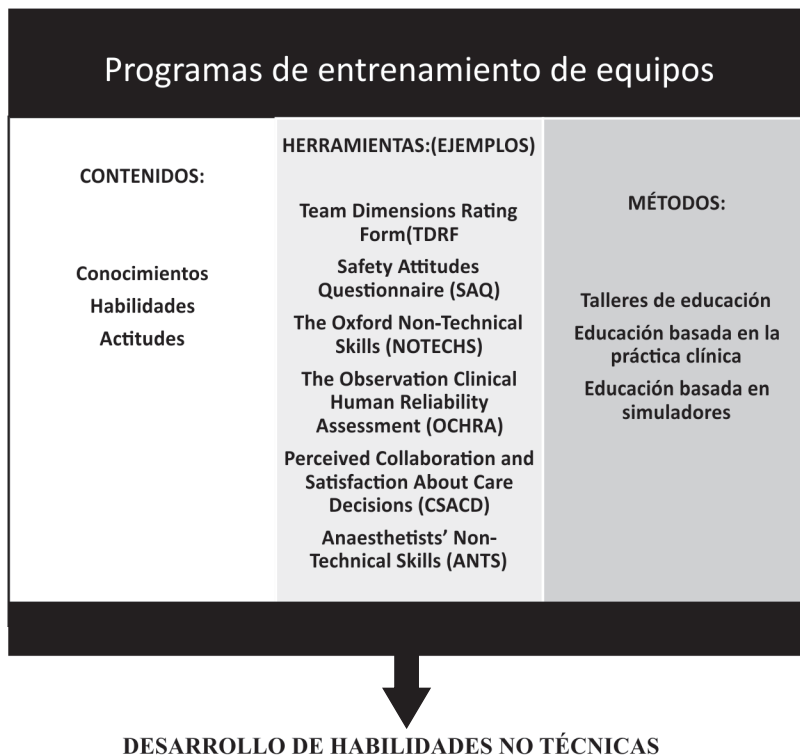 Programas de entrenamiento de equipos
CONTENIDOS:
Conocimientos
Habilidades
Actitudes
HERRAMIENTAS:(EJEMPLOS)
Team Dimensions Rating
Form(TDRF
Safety Attitudes
Questionnaire (SAQ)
The Oxford Non-Technical
Skills (NOTECHS)
The Observation Clinical
Human Reliability
Assessment (OCHRA)
Perceived Collaboration and
Satisfaction About Care
Decisions (CSACD)
Anaesthetists’ Non-
Technical Skills (ANTS)
MÉTODOS:
Talleres de educación
Educación basada en la
práctica clínica
Educación basada en
simuladores
DESARROLLO DE HABILIDADES NO TÉCNICAS